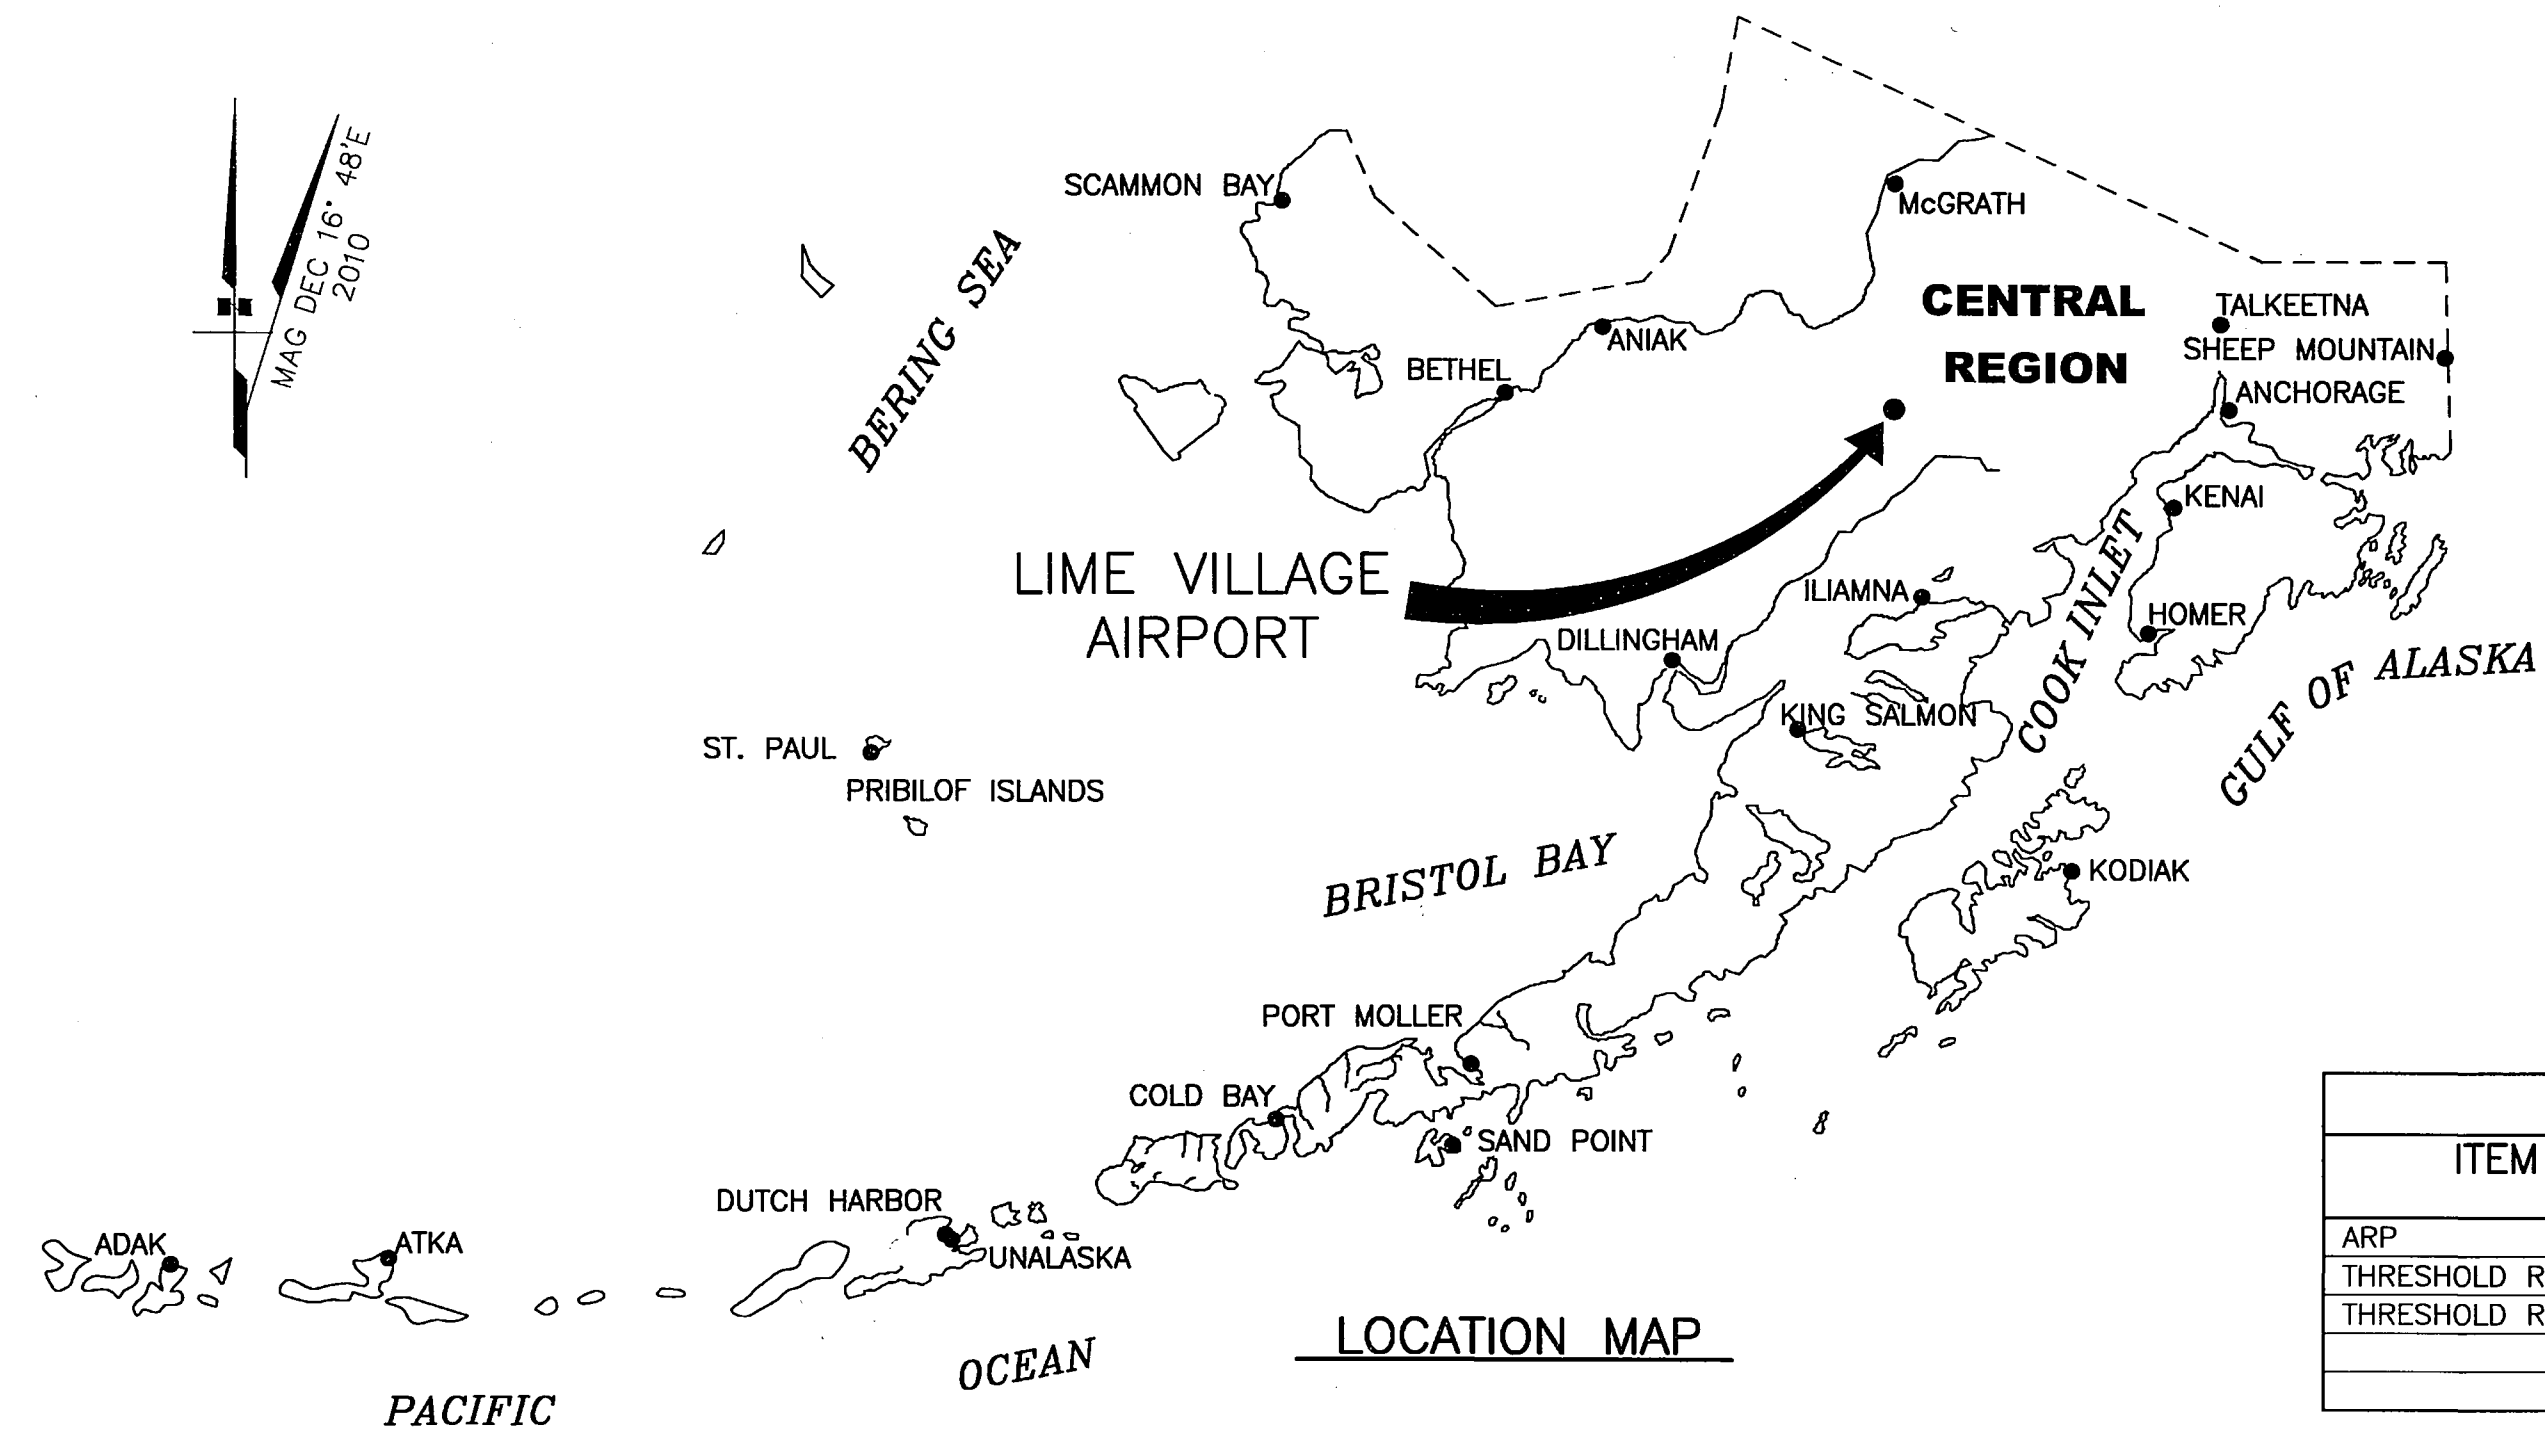 MAG DEC 16° 48'E
2010
SCAMMON BAY
McGRATH
BERING SEA
CENTRAL
REGION
TALKEETNA
SHEEP MOUNTAIN
ANCHORAGE
ANIAK
BETHEL
KENAI
LIME VILLAGE
AIRPORT
ILIAMNA
COOK INLET
HOMER
DILLINGHAM
GULF OF ALASKA
KING SALMON
ST. PAUL
PRIBILOF ISLANDS
BRISTOL BAY
KODIAK
PORT MOLLER
COLD BAY
SAND POINT
DUTCH HARBOR
UNALASKA
ADAK
ATKA
LOCATION MAP
PACIFIC OCEAN
ITEM
ARP
THRESHOLD R
THRESHOLD R